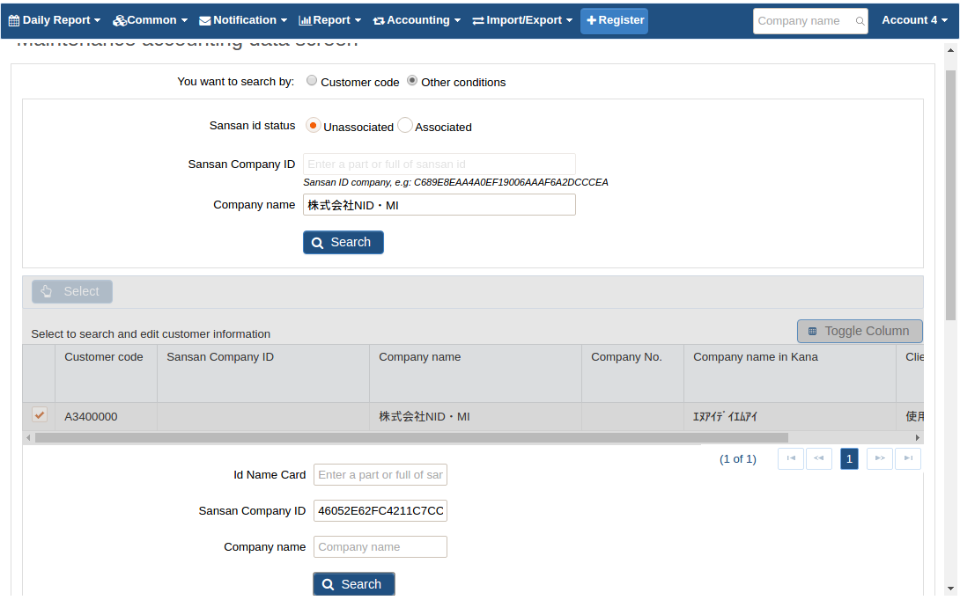 Daily Report Common Notification Report Accounting Import/Export + Register Company name Account 4
Maintenance accounting data screen
You want to search by: Customer code Other conditions
Sansan id status Unassociated Associated
Sansan Company ID Enter a part or full of sansan id
Sansan ID company, e.g: C689E8EAA4A0EF19006AAAF6A2DCCCEA
Company name 株式会社NID・MI
Search
Select
Select to search and edit customer information Toggle Column
Customer code Sansan Company ID Company name Company No. Company name in Kana Clie
A3400000 株式会社NID・MI ｴﾇｱｲﾃﾞｲｴﾑｱｲ 使用
(1 of 1) 1
Id Name Card Enter a part or full of sar
Sansan Company ID 46052E62FC4211C7CC
Company name Company name
Search